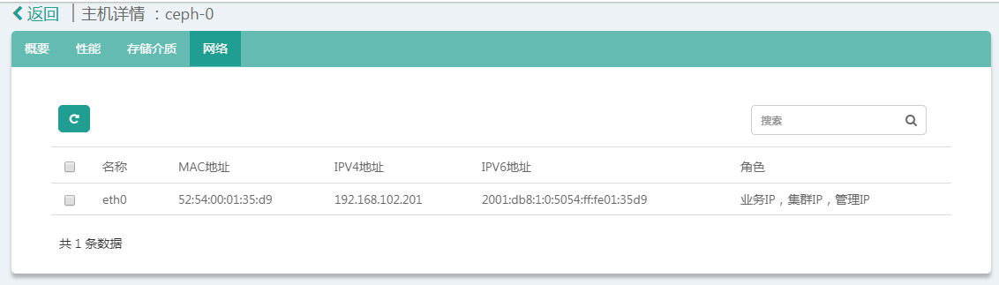 返回 主机详情 ：ceph-0
概要 性能 存储介质 网络
搜索
名称 MAC地址 IPV4地址 IPV6地址 角色
eth0 52:54:00:01:35:d9 192.168.102.201 2001:db8:1:0:5054:ff:fe01:35d9 业务IP，集群IP，管理IP
共 1 条数据